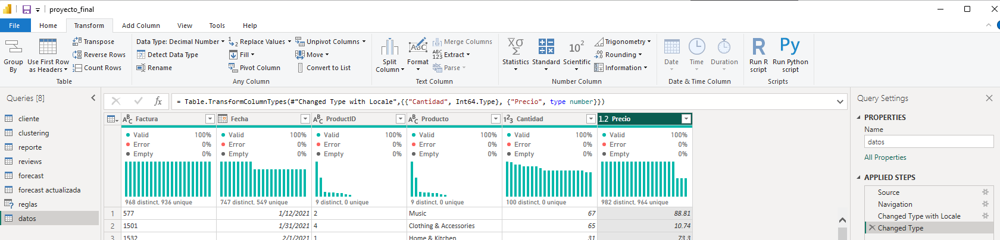 proyecto_final
File Home Transform Add Column View Tools Help
Group By
Use First Row as Headers
Transpose
Reverse Rows
Count Rows
Table
Data Type: Decimal Number
Detect Data Type
Rename
Replace Values
Fill
Pivot Column
Unpivot Columns
Move
Convert to List
Any Column
Split Column
Format
Merge Columns
Extract
Parse
Text Column
Statistics
Standard
Scientific
Trigonometry
Rounding
Information
Number Column
Date
Time
Duration
Date & Time Column
Run R script
Run Python script
Scripts
Queries [8]
cliente
clustering
reporte
reviews
forecast
forecast actualizada
reglas
datos
= Table.TransformColumnTypes(#"Changed Type with Locale",{{"Cantidad", Int64.Type}, {"Precio", type number}})
Factura Fecha ProductID Producto Cantidad Precio
Valid 100% Valid 100% Valid 100% Valid 100% Valid 100% Valid 100%
Error 0% Error 0% Error 0% Error 0% Error 0% Error 0%
Empty 0% Empty 0% Empty 0% Empty 0% Empty 0% Empty 0%
968 distinct, 936 unique 747 distinct, 549 unique 9 distinct, 0 unique 9 distinct, 0 unique 100 distinct, 0 unique 982 distinct, 964 unique
1 577 1/12/2021 2 Music 67 88.81
2 1501 1/31/2021 4 Clothing & Accessories 65 10.74
3 1532 2/1/2021 1 Home & Kitchen 31 73.3
Query Settings
PROPERTIES
Name
datos
All Properties
APPLIED STEPS
Source
Navigation
Changed Type with Locale
Changed Type